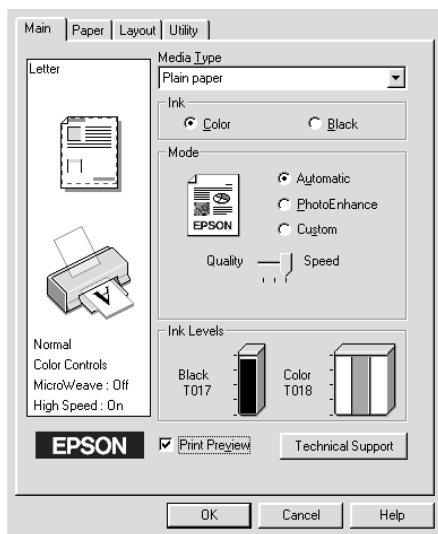 Main Paper Layout Utility
Letter
Media Type
Plain paper
Ink
Color Black
Mode
EPSON
Automatic
PhotoEnhance
Custom
Quality Speed
A
Normal
Color Controls
MicroWeave : Off
High Speed : On
Ink Levels
Black
T017
Color
T018
EPSON
Print Preview
Technical Support
OK Cancel Help